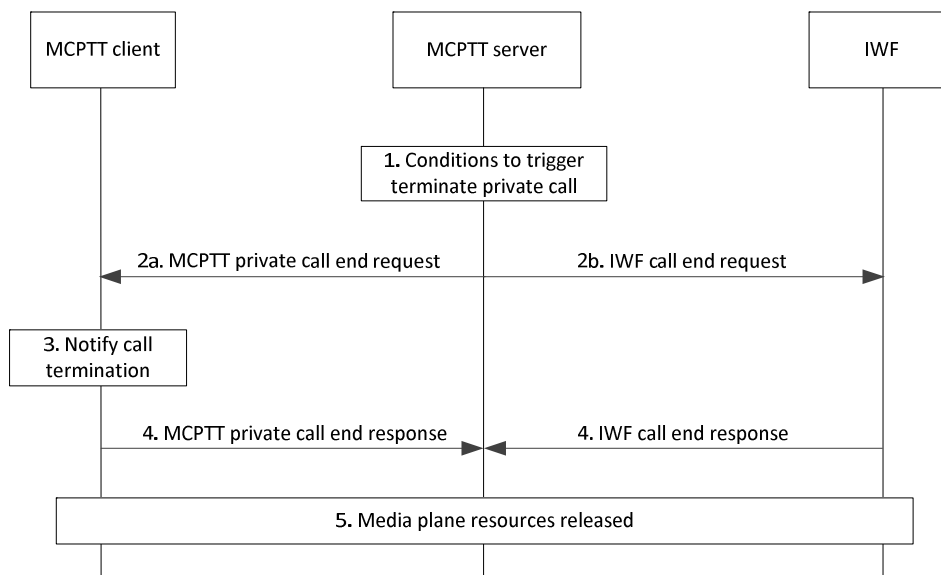 MCPTT client
MCPTT server
IWF
1. Conditions to trigger
terminate private call
2a. MCPTT private call end request
2b. IWF call end request
3. Notify call
termination
4. MCPTT private call end response
4. IWF call end response
5. Media plane resources released